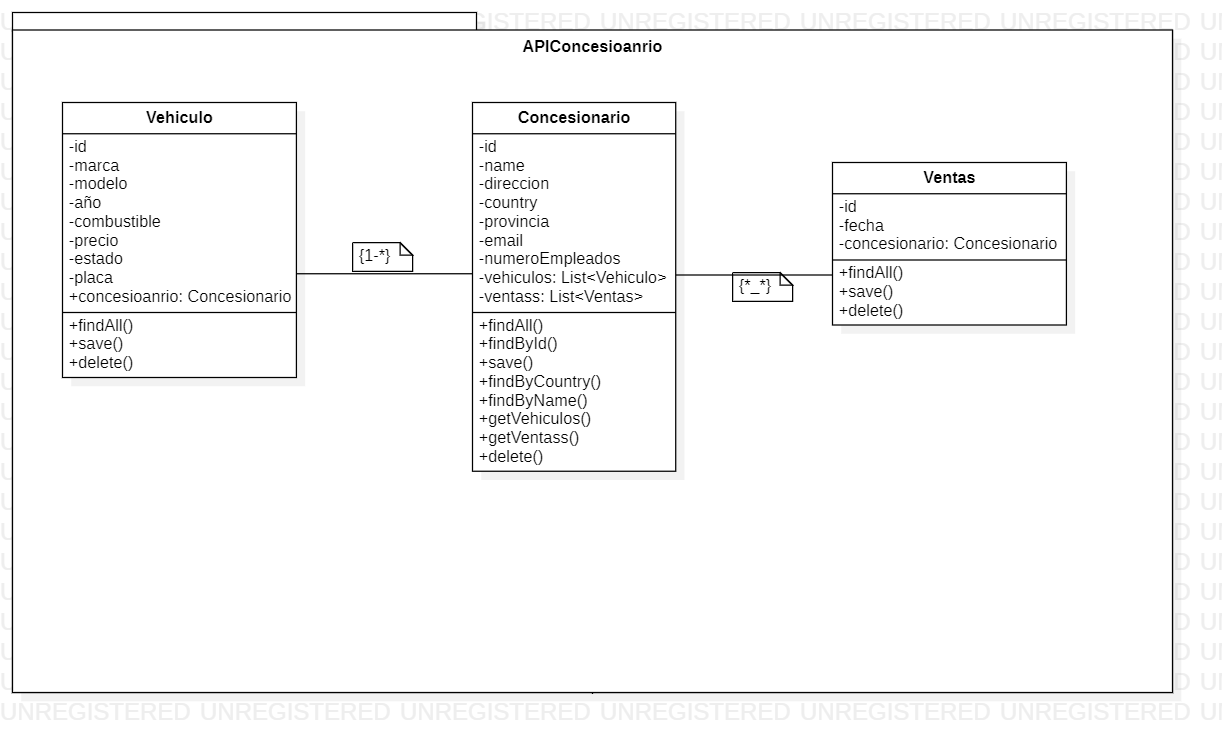 UNREGISTERED UNREGISTERED UNREGISTERED UNREGISTERED
APIConcesioanrio
Vehiculo
-id
-marca
-modelo
-año
-combustible
-precio
-estado
-placa
+concesioanrio: Concesionario
+findAll()
+save()
+delete()
{1-*}
Concesionario
-id
-name
-direccion
-country
-provincia
-email
-numeroEmpleados
-vehiculos: List<Vehiculo>
-ventass: List<Ventas>
+findAll()
+findById()
+save()
+findByCountry()
+findByName()
+getVehiculos()
+getVentass()
+delete()
{*_*}
Ventas
-id
-fecha
-concesionario: Concesionario
+findAll()
+save()
+delete()
UNREGISTERED UNREGISTERED UNREGISTERED UNREGISTERED UNREGISTERED UNREGISTERED